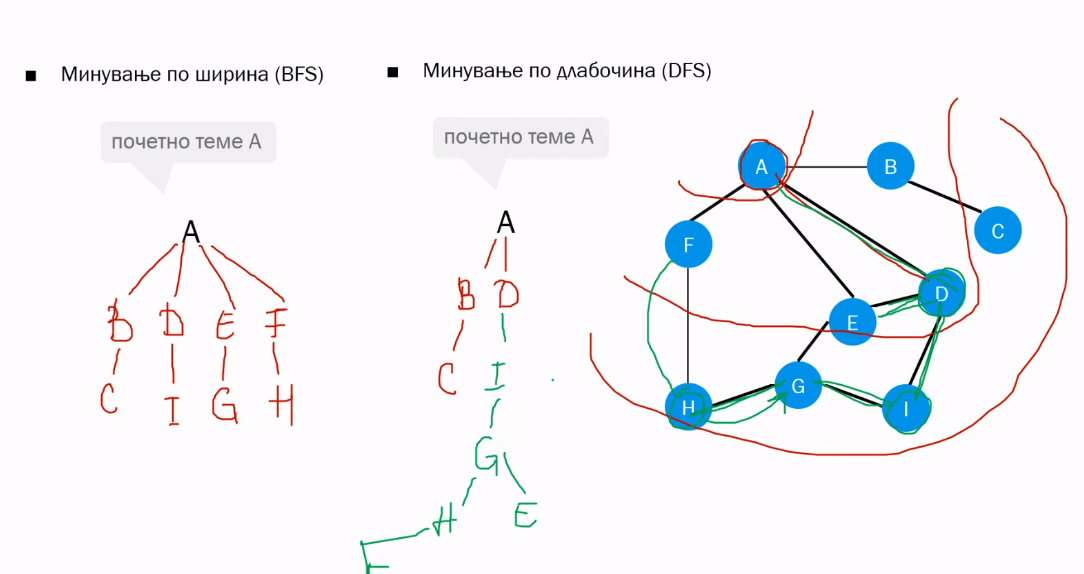 ■ Минување по ширина (BFS)
■ Минување по длабочина (DFS)
почетно теме А
почетно теме А
A
B D E F
C I G H
A
B D
C I
G
H E
F
A
B
F
C
D
E
G
H
I